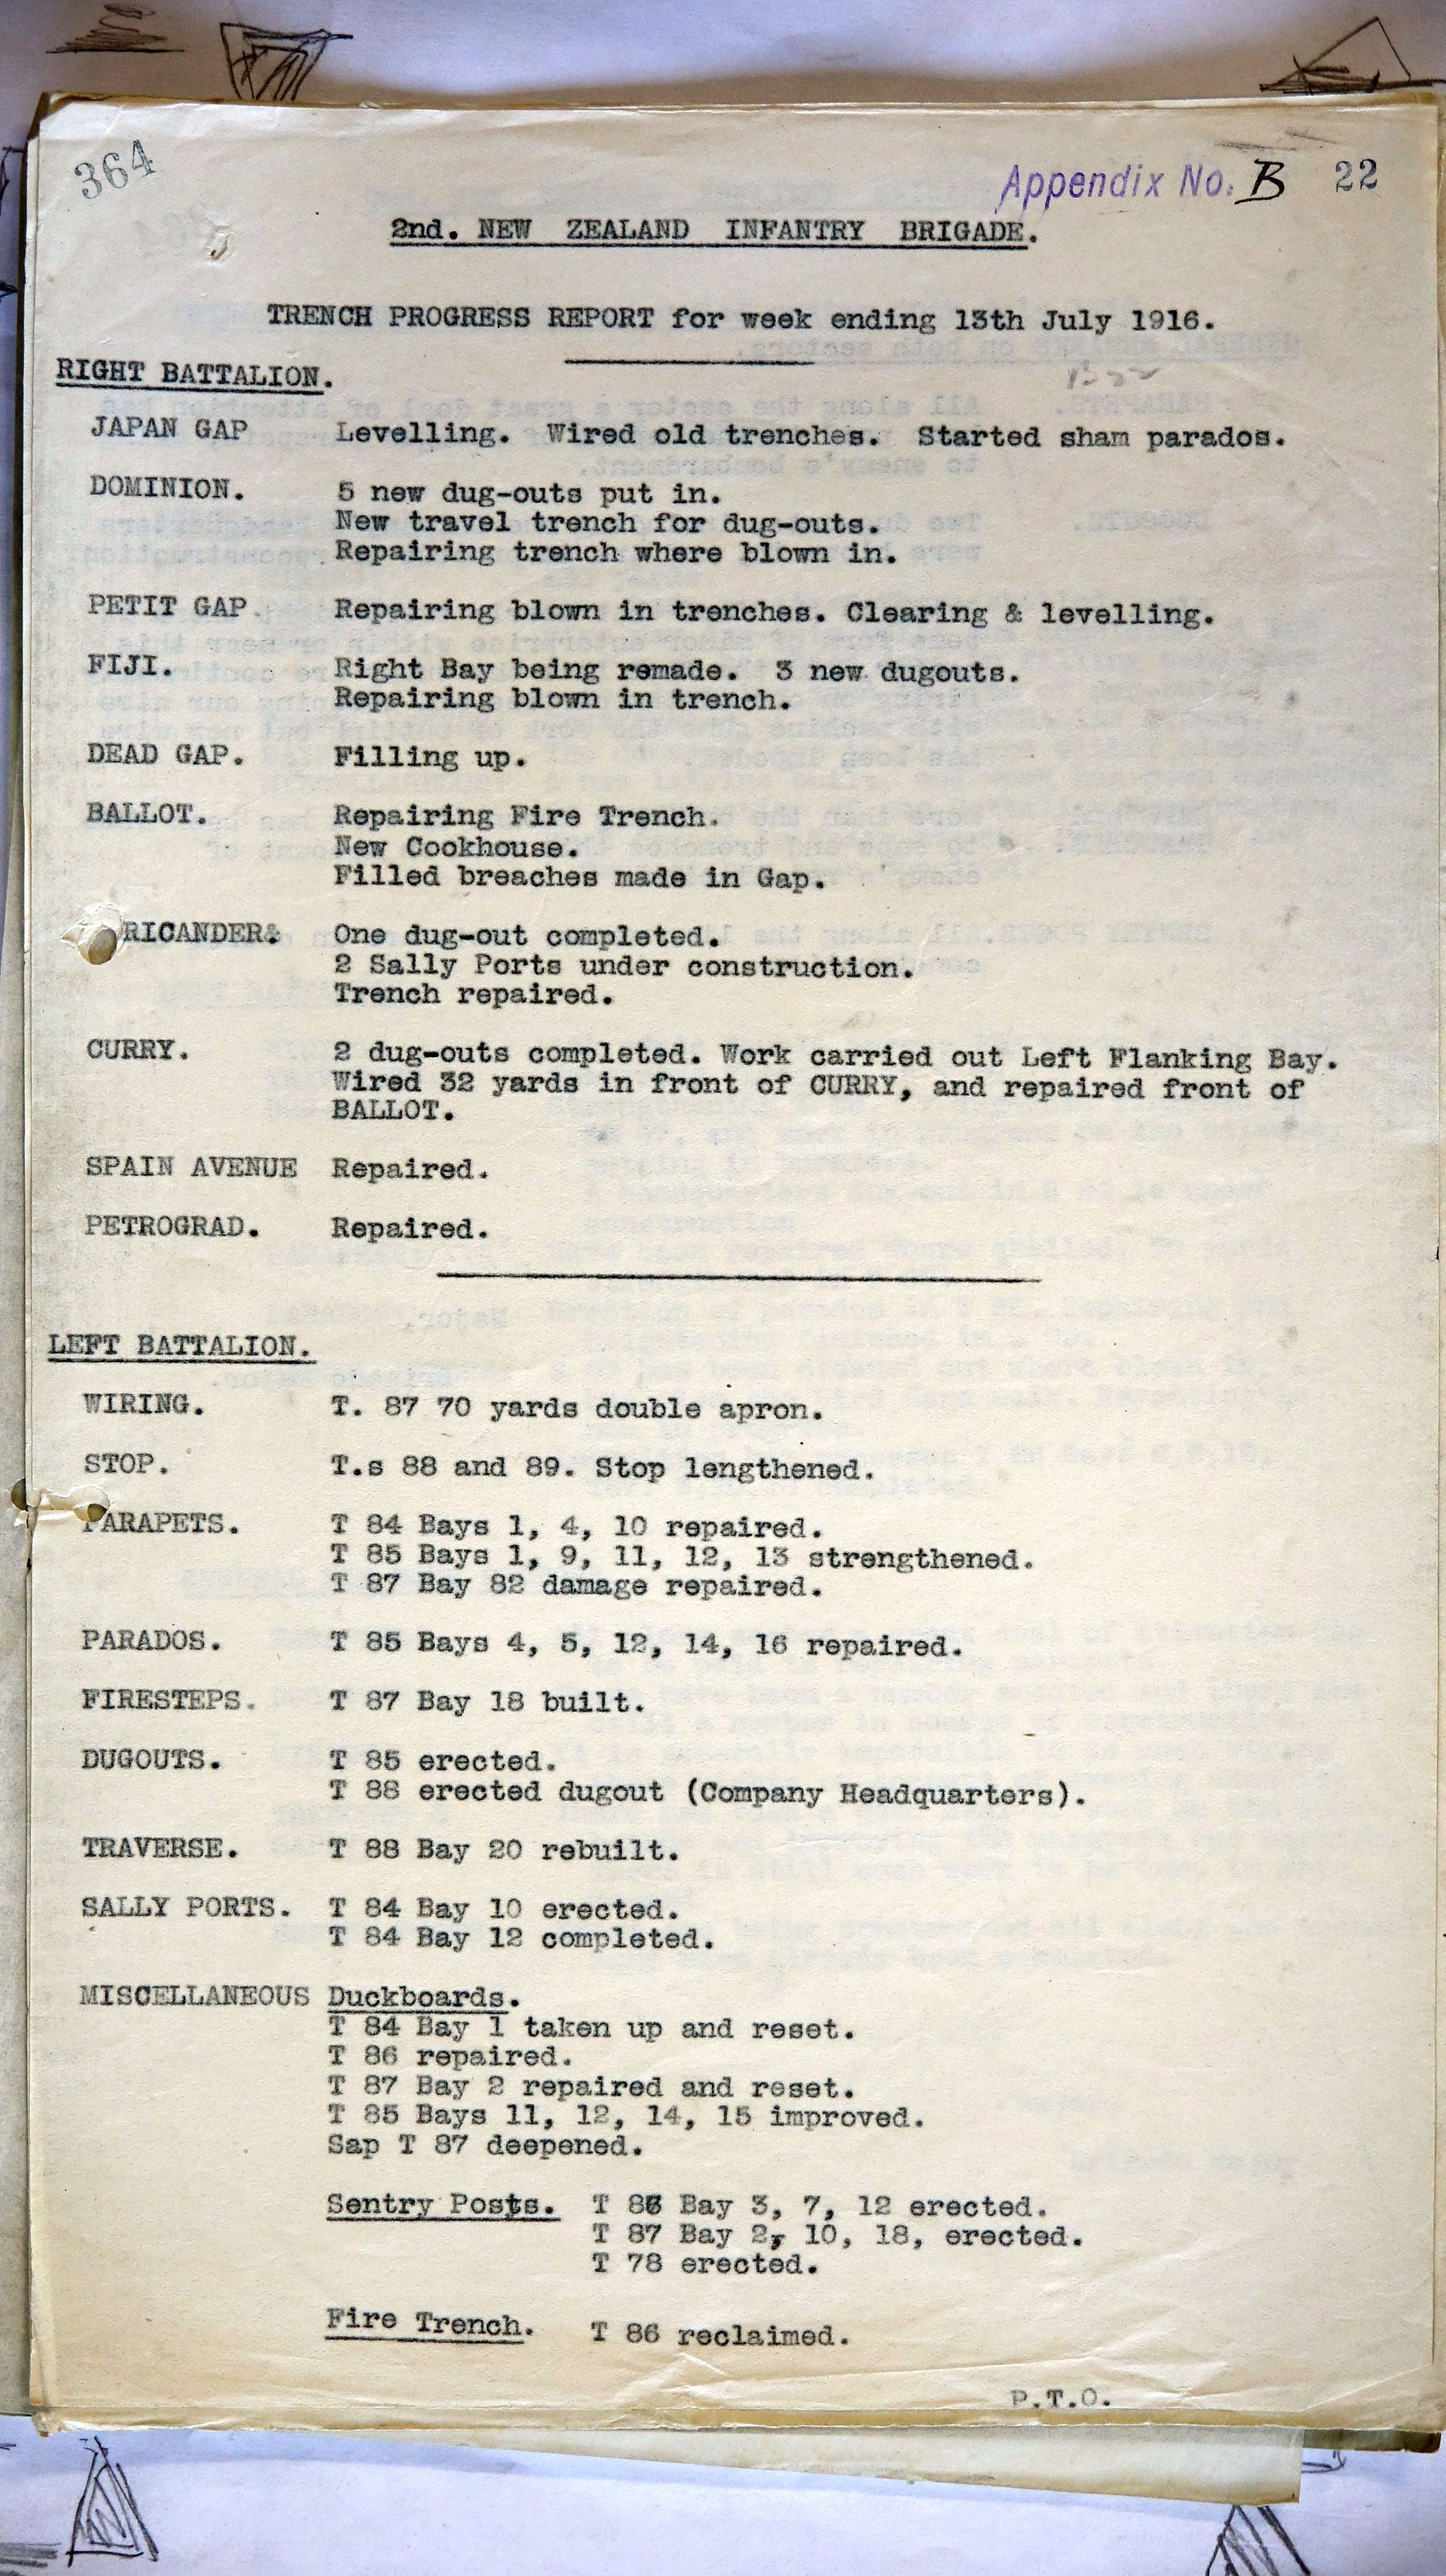 364
Appendix No. B 22
2nd. NEW ZEALAND INFANTRY BRIGADE.
TRENCH PROGRESS REPORT for week ending 13th July 1916.
RIGHT BATTALION.
JAPAN GAP Levelling. Wired old trenches. Started sham parados.
DOMINION. 5 new dug-outs put in.
New travel trench for dug-outs.
Repairing trench where blown in.
PETIT GAP. Repairing blown in trenches. Clearing & levelling.
FIJI. Right Bay being remade. 3 new dugouts.
Repairing blown in trench.
DEAD GAP. Filling up.
BALLOT. Repairing Fire Trench.
New Cookhouse.
Filled breaches made in Gap.
RICANDER. One dug-out completed.
2 Sally Ports under construction.
Trench repaired.
CURRY. 2 dug-outs completed. Work carried out Left Flanking Bay.
Wired 32 yards in front of CURRY, and repaired front of
BALLOT.
SPAIN AVENUE Repaired.
PETROGRAD. Repaired.
LEFT BATTALION.
WIRING. T. 87 70 yards double apron.
STOP. T.s 88 and 89. Stop lengthened.
PARAPETS. T 84 Bays 1, 4, 10 repaired.
T 85 Bays 1, 9, 11, 12, 13 strengthened.
T 87 Bay 82 damage repaired.
PARADOS. T 85 Bays 4, 5, 12, 14, 16 repaired.
FIRESTEPS. T 87 Bay 18 built.
DUGOUTS. T 85 erected.
T 88 erected dugout (Company Headquarters).
TRAVERSE. T 88 Bay 20 rebuilt.
SALLY PORTS. T 84 Bay 10 erected.
T 84 Bay 12 completed.
MISCELLANEOUS Duckboards.
T 84 Bay 1 taken up and reset.
T 86 repaired.
T 87 Bay 2 repaired and reset.
T 85 Bays 11, 12, 14, 15 improved.
Sap T 87 deepened.
Sentry Posts. T Bay 3, 7, 12 erected.
T 87 Bay 2, 10, 18, erected.
T 78 erected.
Fire Trench. T 86 reclaimed.
P.T.O.